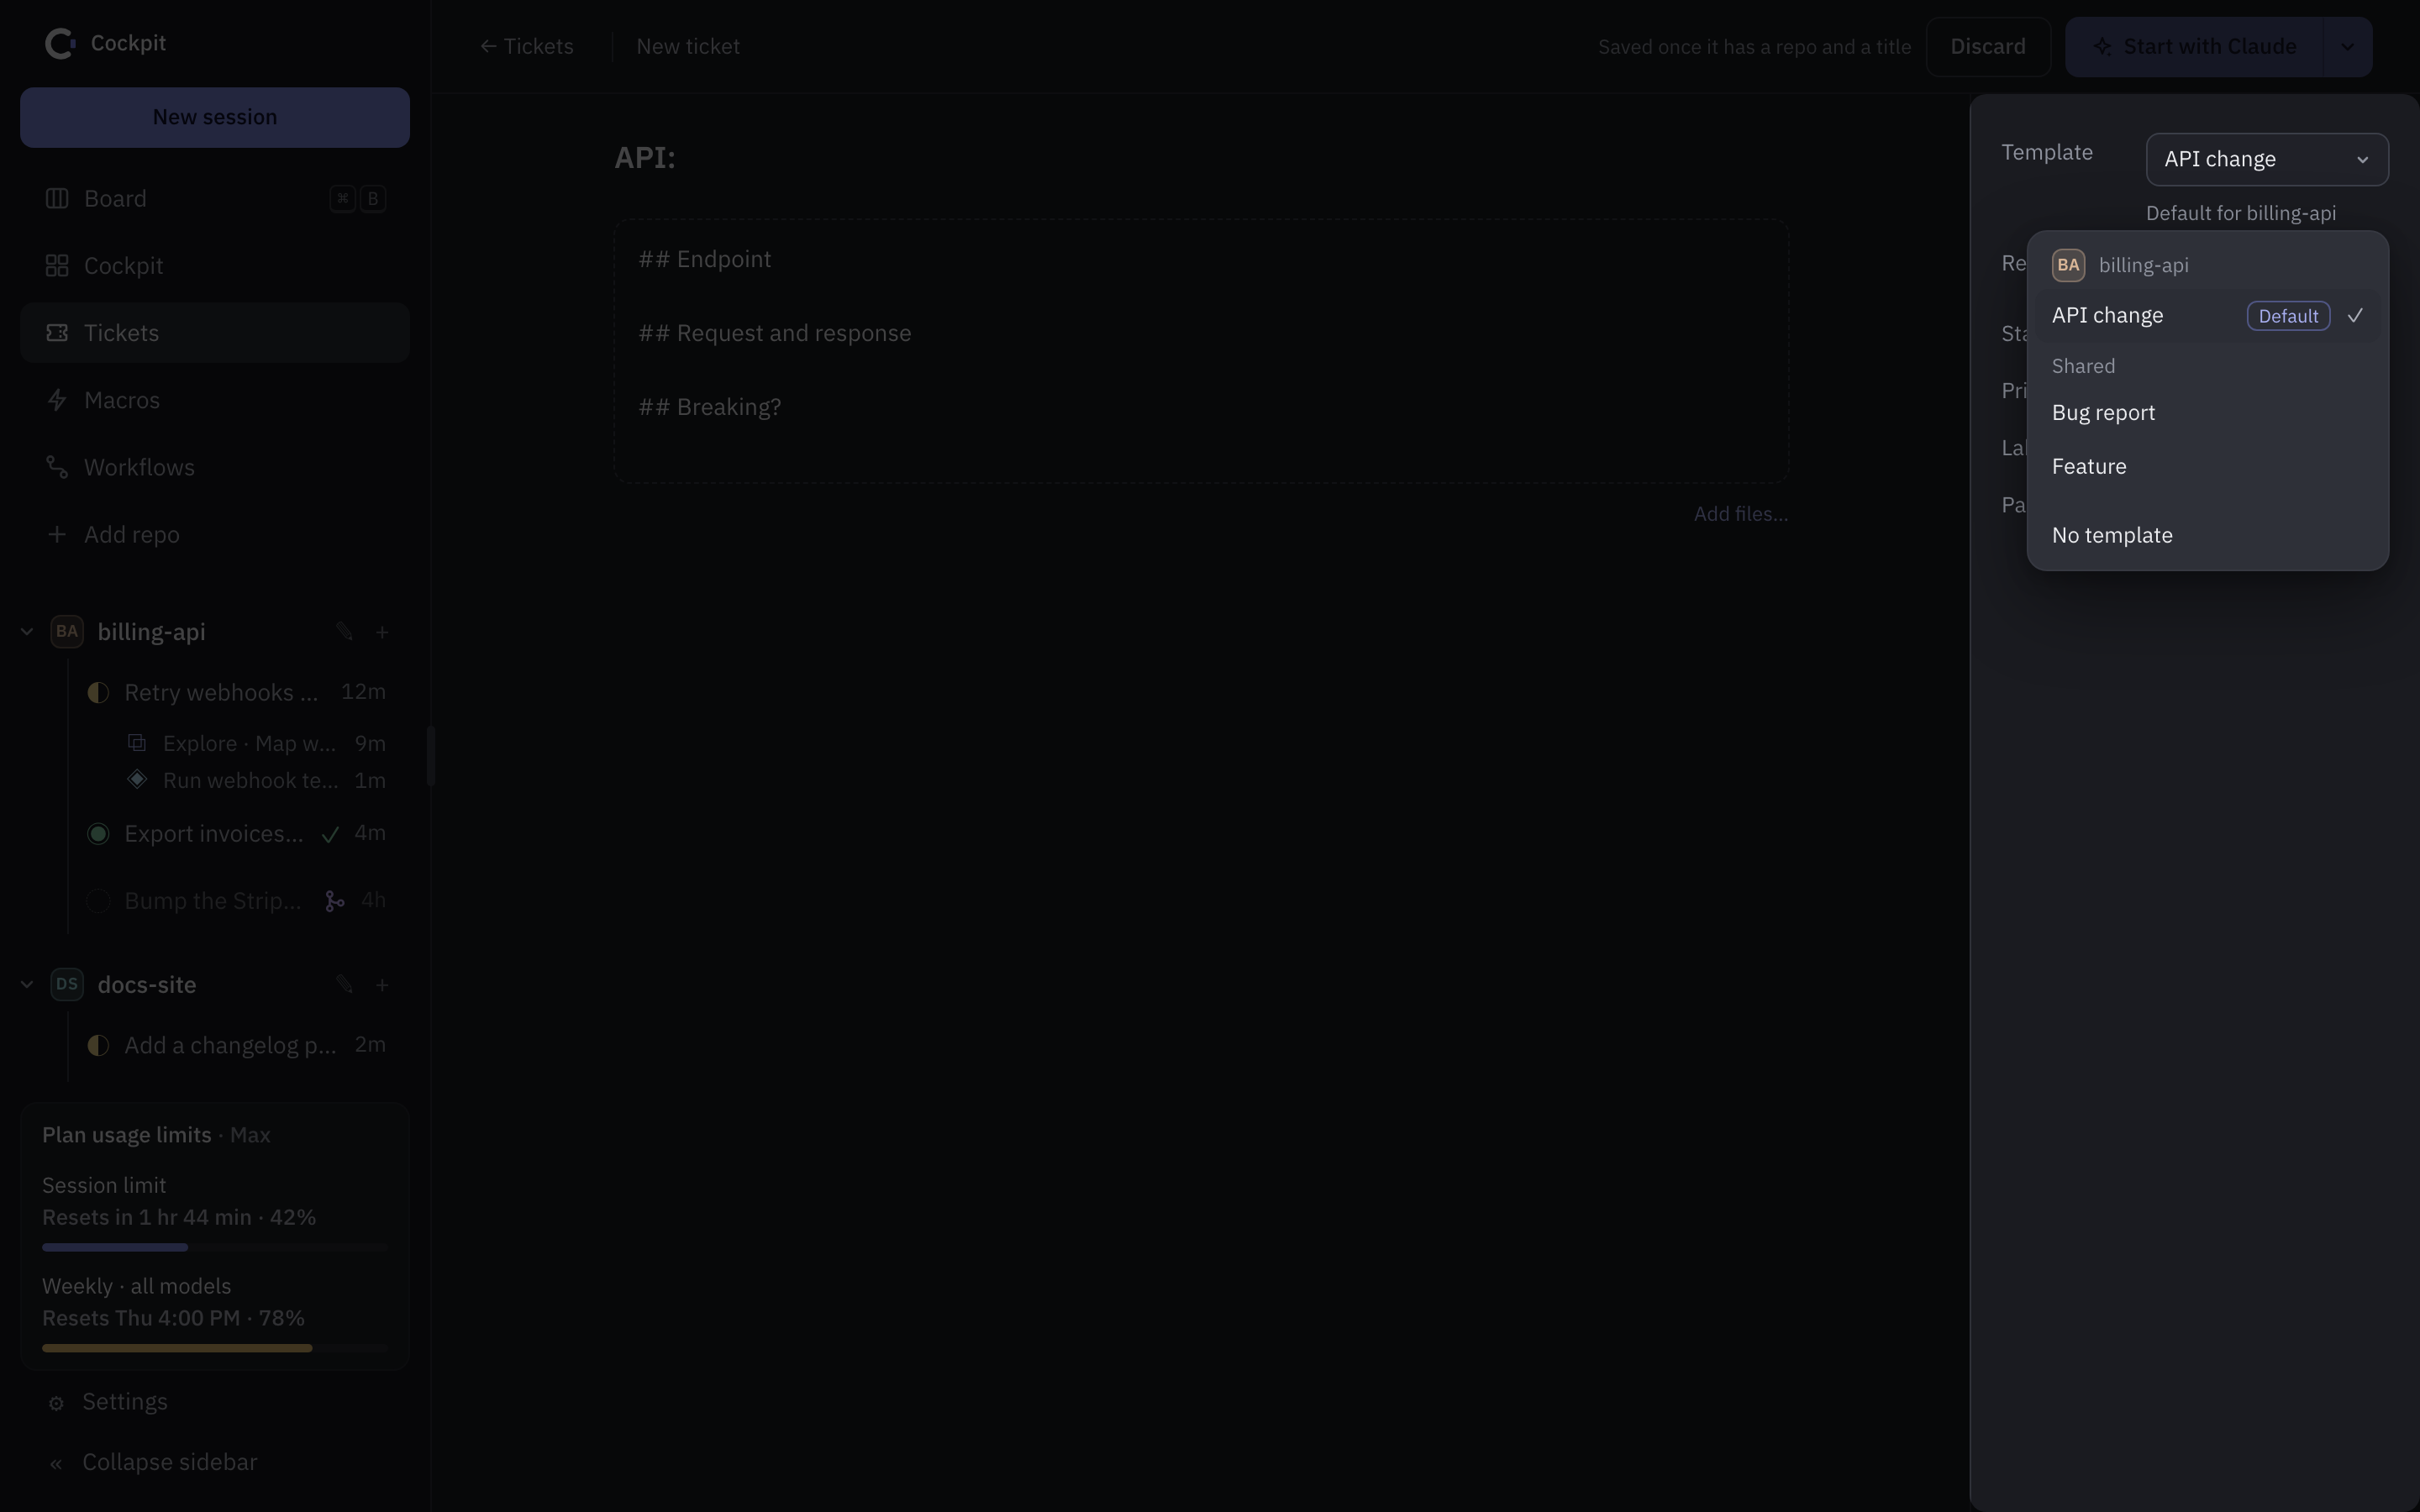 Cockpit
New session
Board ⌘ B
Cockpit
Tickets
Macros
Workflows
Add repo
BA billing-api
Retry webhooks ... 12m
Explore · Map w... 9m
Run webhook te... 1m
Export invoices... 4m
Bump the Strip... 4h
DS docs-site
Add a changelog p... 2m
Plan usage limits · Max
Session limit
Resets in 1 hr 44 min · 42%
Weekly · all models
Resets Thu 4:00 PM · 78%
Settings
« Collapse sidebar
← Tickets New ticket Saved once it has a repo and a title Discard Start with Claude
API:
## Endpoint
## Request and response
## Breaking?
Add files...
Template API change
Default for billing-api
Re
Sta
Pri
Pa
BA billing-api
API change Default
Shared
Bug report
Feature
No template